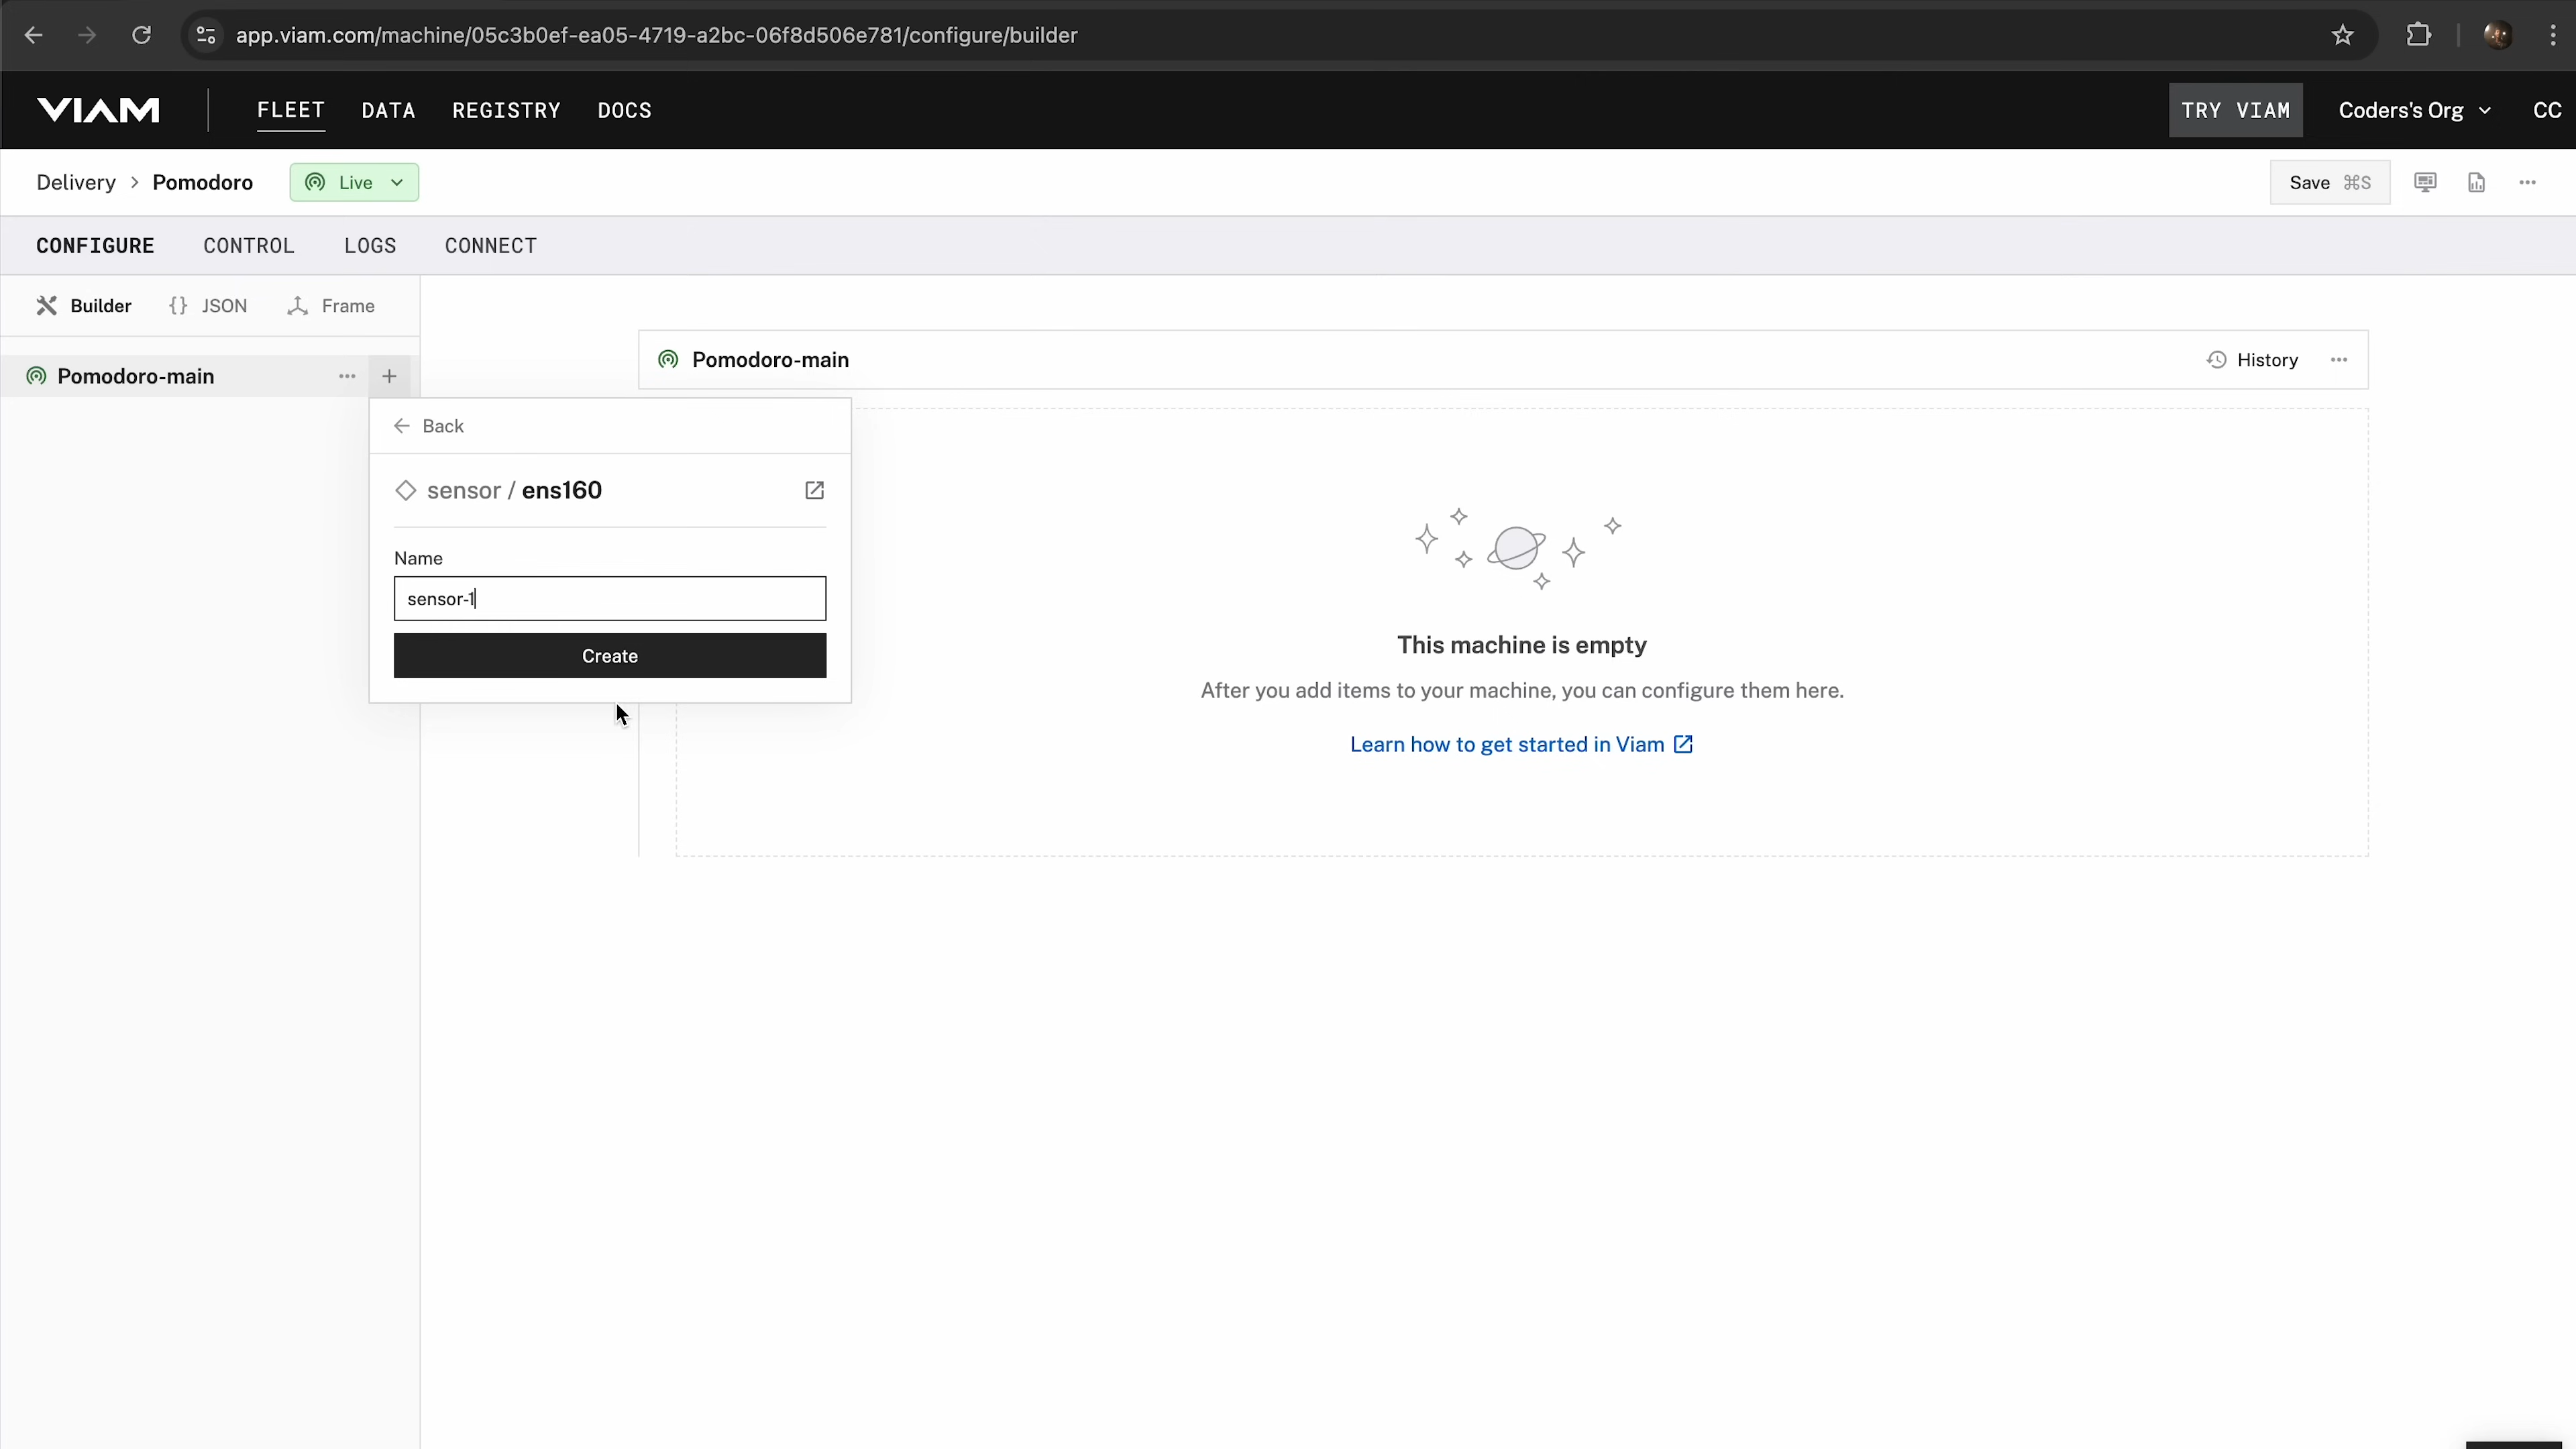 app.viam.com/machine/05c3b0ef-ea05-4719-a2bc-06f8d506e781/configure/builder
VIAM FLEET DATA REGISTRY DOCS TRY VIAM Coders's Org CC
Delivery > Pomodoro Live Save ⌘S
CONFIGURE CONTROL LOGS CONNECT
Builder {} JSON Frame
Pomodoro-main
Pomodoro-main History
Back
sensor / ens160
Name
sensor-1
Create
This machine is empty
After you add items to your machine, you can configure them here.
Learn how to get started in Viam